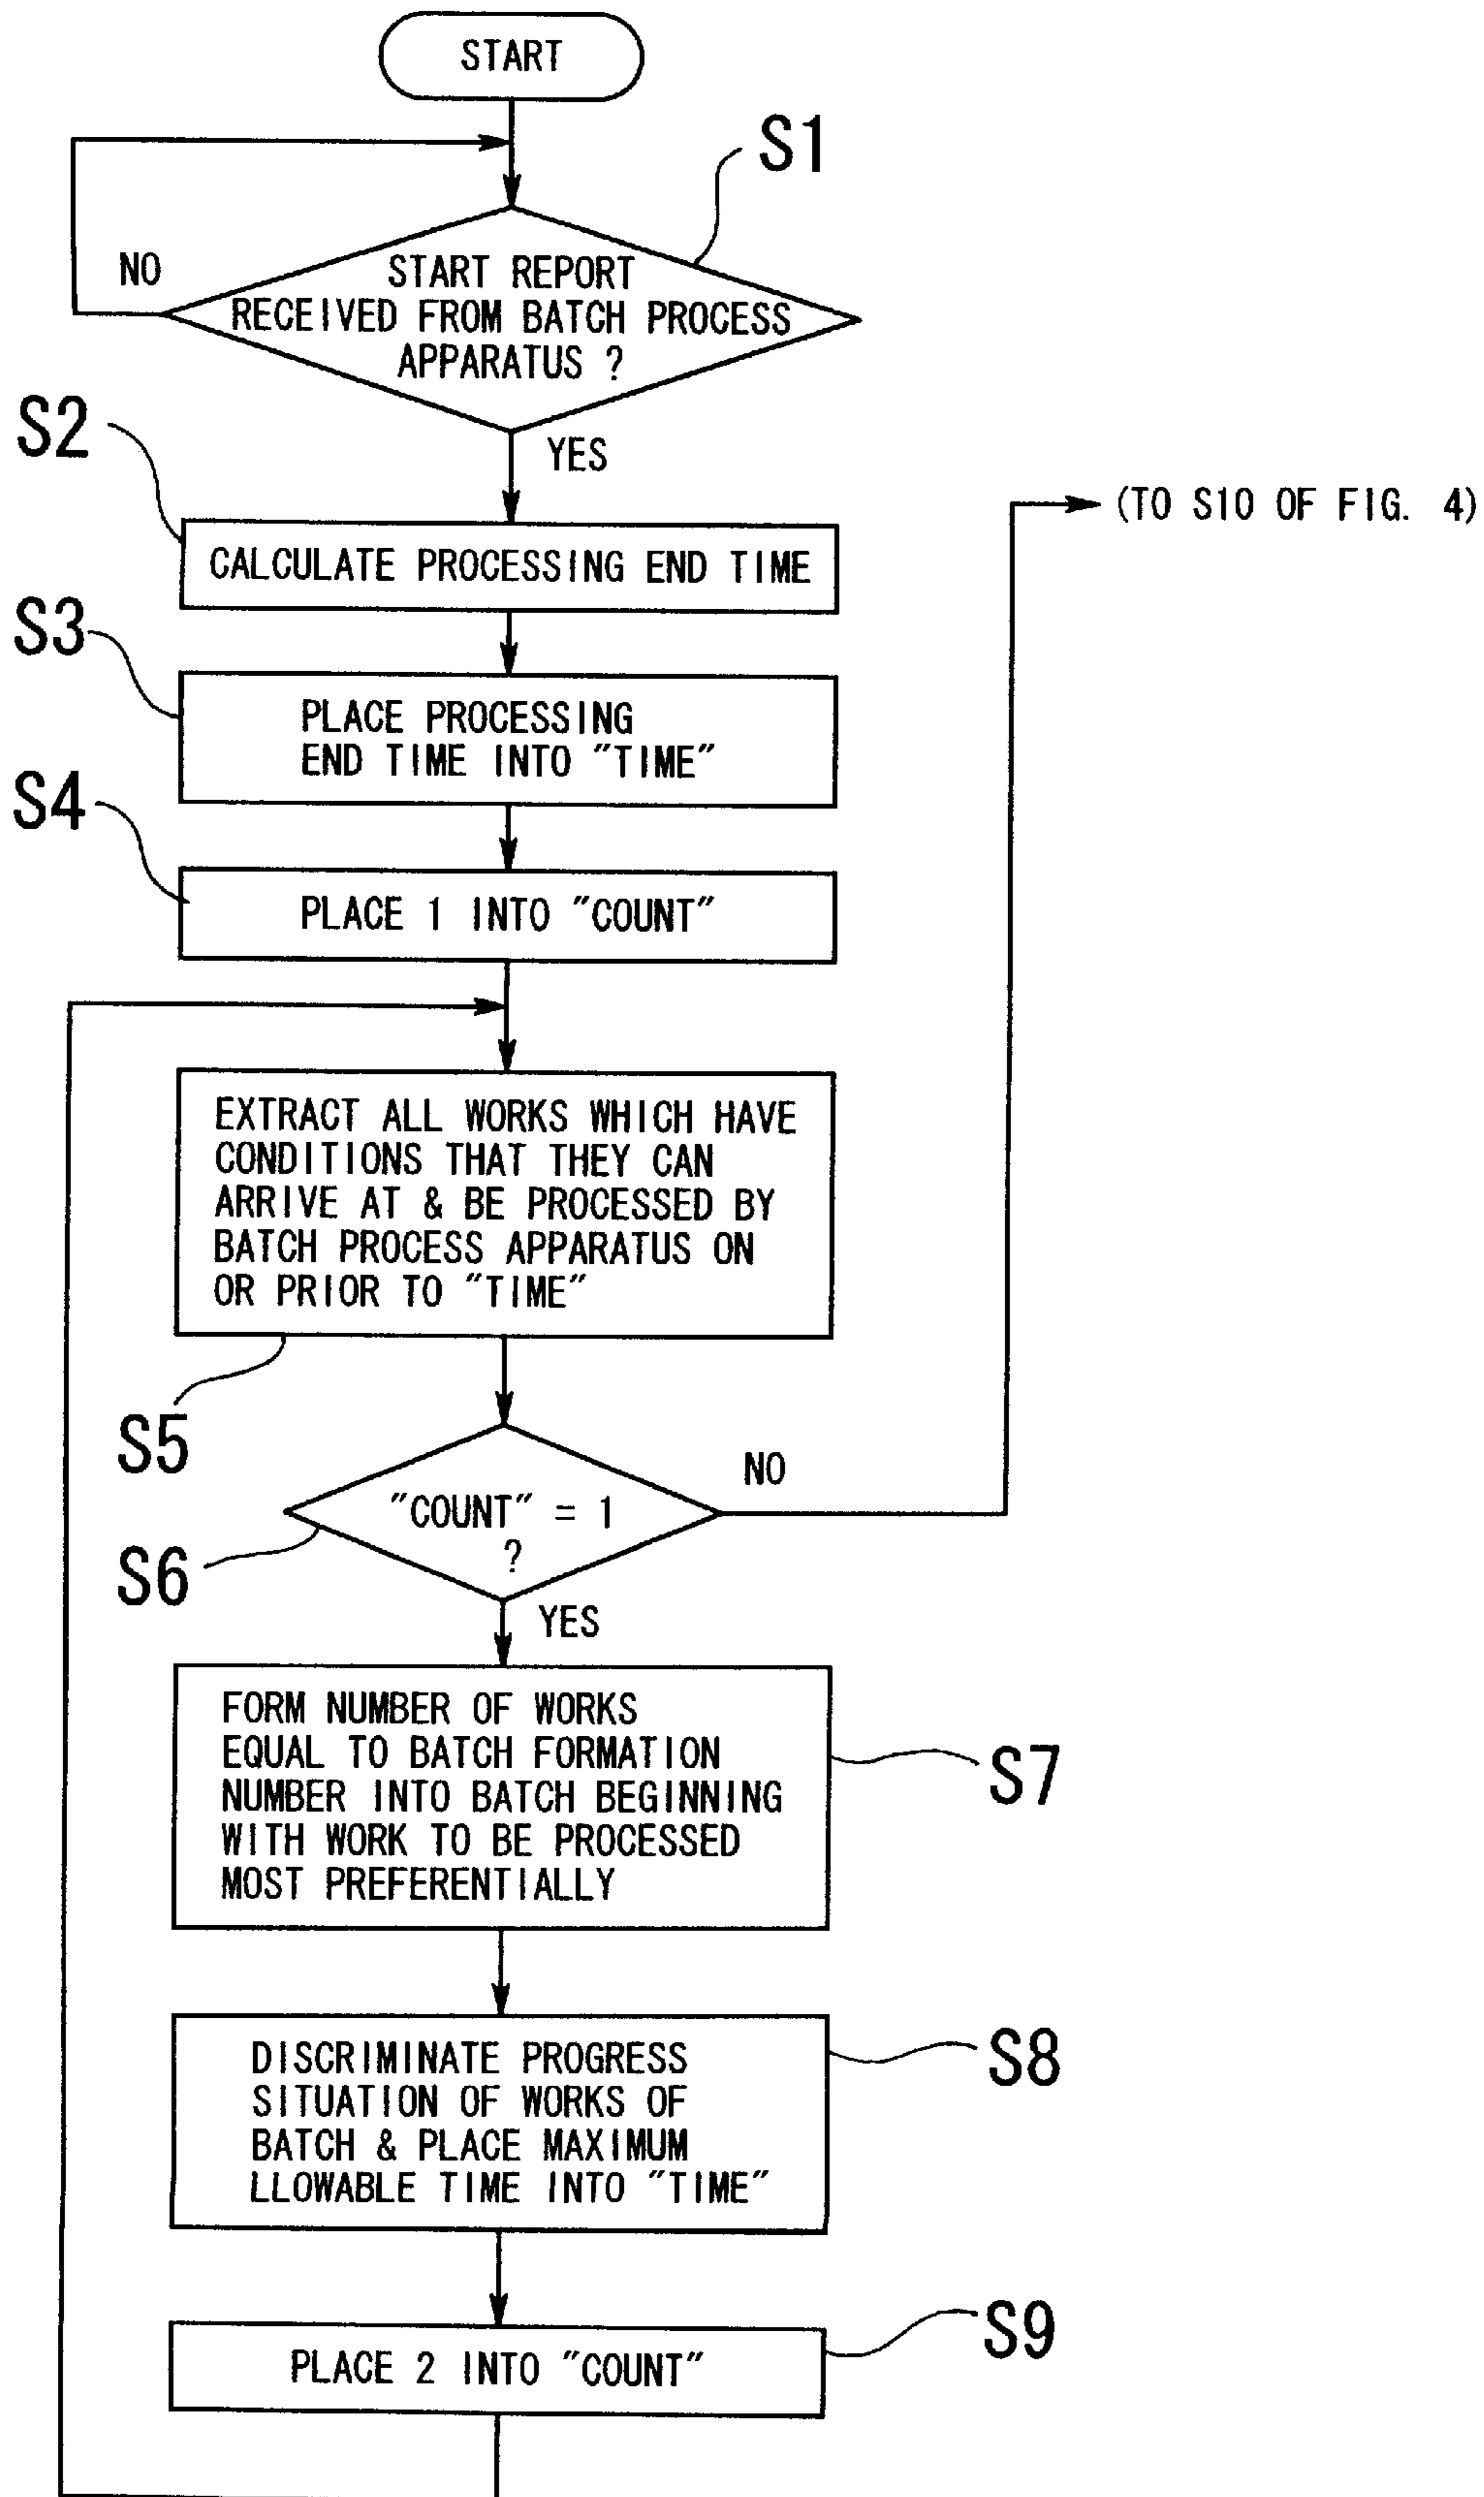 START
S1
NO
START REPORT
RECEIVED FROM BATCH PROCESS
APPARATUS ?
S2
YES
(TO S10 OF FIG. 4)
CALCULATE PROCESSING END TIME
S3
PLACE PROCESSING
END TIME INTO "TIME"
S4
PLACE 1 INTO "COUNT"
EXTRACT ALL WORKS WHICH HAVE
CONDITIONS THAT THEY CAN
ARRIVE AT & BE PROCESSED BY
BATCH PROCESS APPARATUS ON
OR PRIOR TO "TIME"
S5
NO
"COUNT" = 1
?
S6
YES
FORM NUMBER OF WORKS
EQUAL TO BATCH FORMATION
NUMBER INTO BATCH BEGINNING
WITH WORK TO BE PROCESSED
MOST PREFERENTIALLY
S7
DISCRIMINATE PROGRESS
SITUATION OF WORKS OF
BATCH & PLACE MAXIMUM
LLOWABLE TIME INTO "TIME"
S8
PLACE 2 INTO "COUNT"
S9